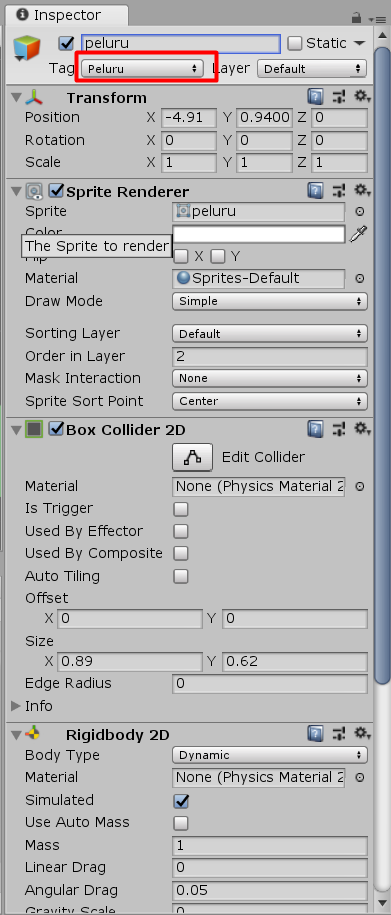 Inspector
peluru Static
Tag Peluru Layer Default
Transform
Position X -4.91 Y 0.9400 Z 0
Rotation X 0 Y 0 Z 0
Scale X 1 Y 1 Z 1
Sprite Renderer
Sprite peluru
Color
The Sprite to render X Y
Material Sprites-Default
Draw Mode Simple
Sorting Layer Default
Order in Layer 2
Mask Interaction None
Sprite Sort Point Center
Box Collider 2D
Edit Collider
Material None (Physics Material 2
Is Trigger
Used By Effector
Used By Composite
Auto Tiling
Offset
X 0 Y 0
Size
X 0.89 Y 0.62
Edge Radius 0
Info
Rigidbody 2D
Body Type Dynamic
Material None (Physics Material 2
Simulated
Use Auto Mass
Mass 1
Linear Drag 0
Angular Drag 0.05
Gravity Scale 0